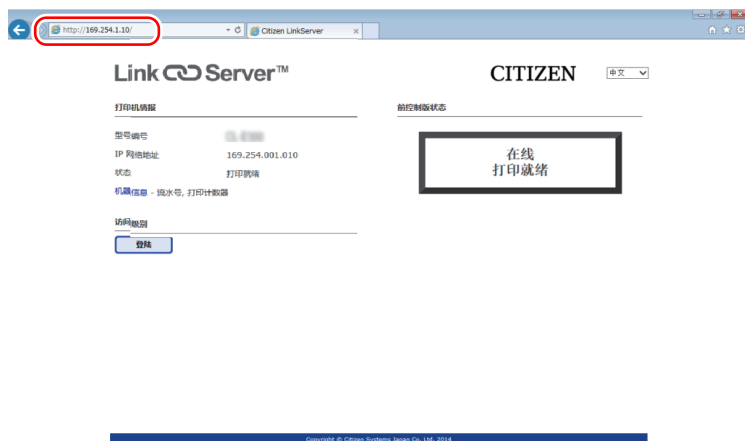 http://169.254.1.10/
Citizen LinkServer
Link Server™
CITIZEN
中文
打印机情报
前控制版状态
型号编号
IP 网络地址 169.254.001.010
状态 打印就绪
机器信息 - 流水号, 打印计数器
在线
打印就绪
访问级别
登陆
Copyright © Citizen Systems Japan Co. Ltd. 2014